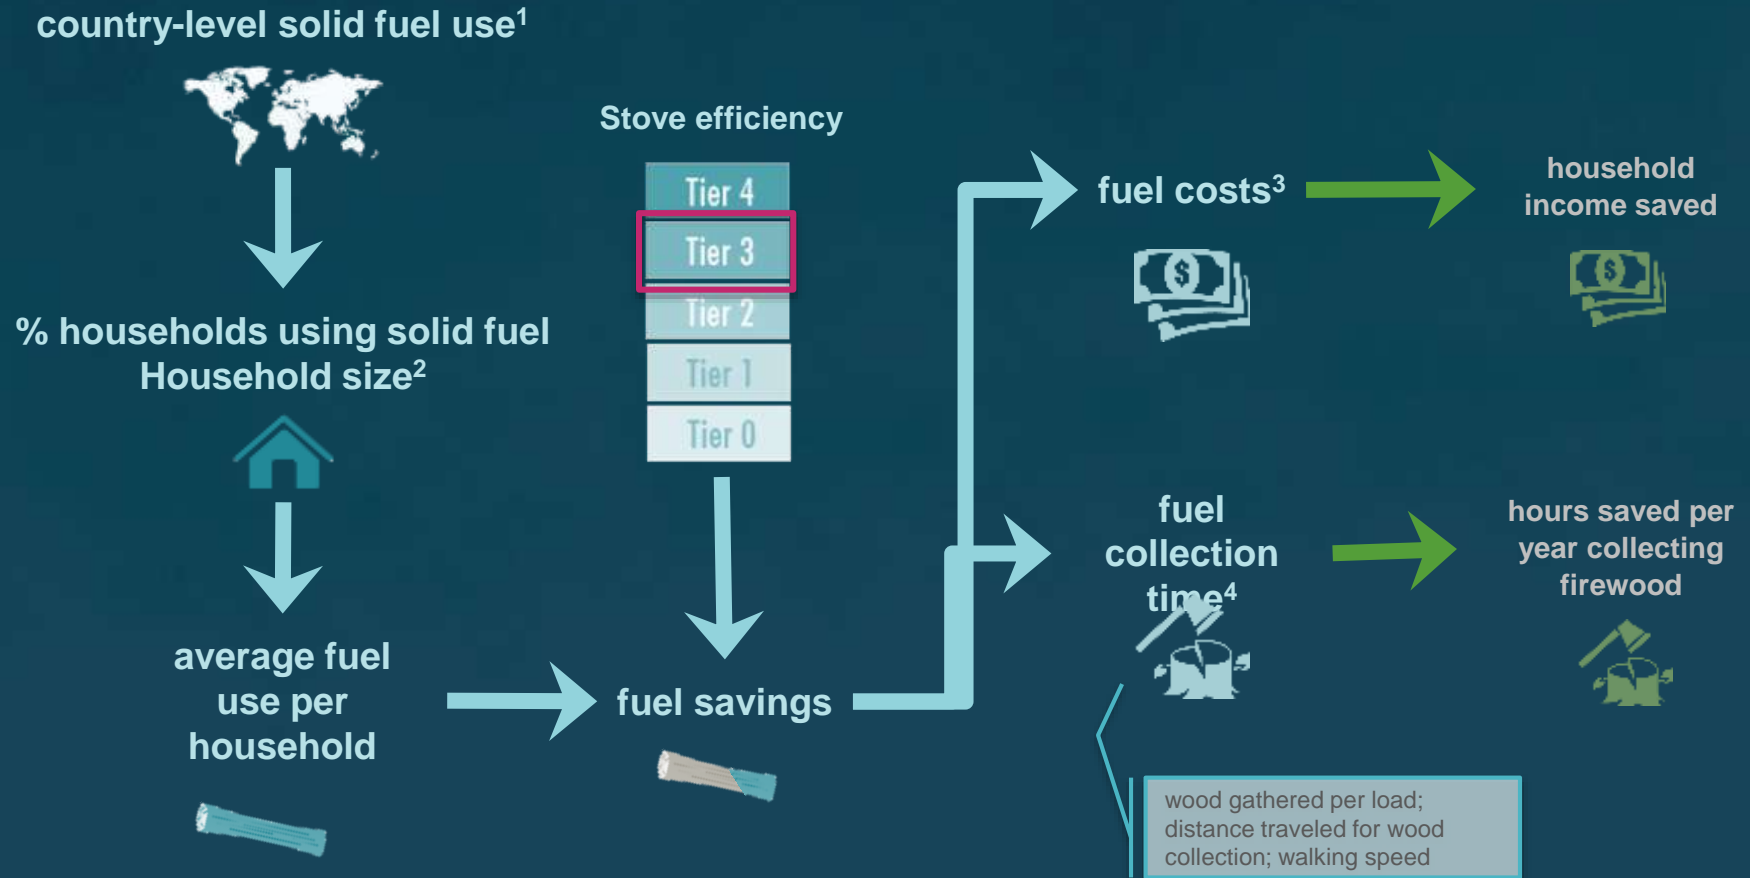 country-level solid fuel use¹
% households using solid fuel
Household size²
average fuel
use per
household
Stove efficiency
Tier 4
Tier 3
Tier 2
Tier 1
Tier 0
fuel savings
fuel costs³
$
household
income saved
$
fuel
collection
time⁴
hours saved per
year collecting
firewood
wood gathered per load;
distance traveled for wood
collection; walking speed